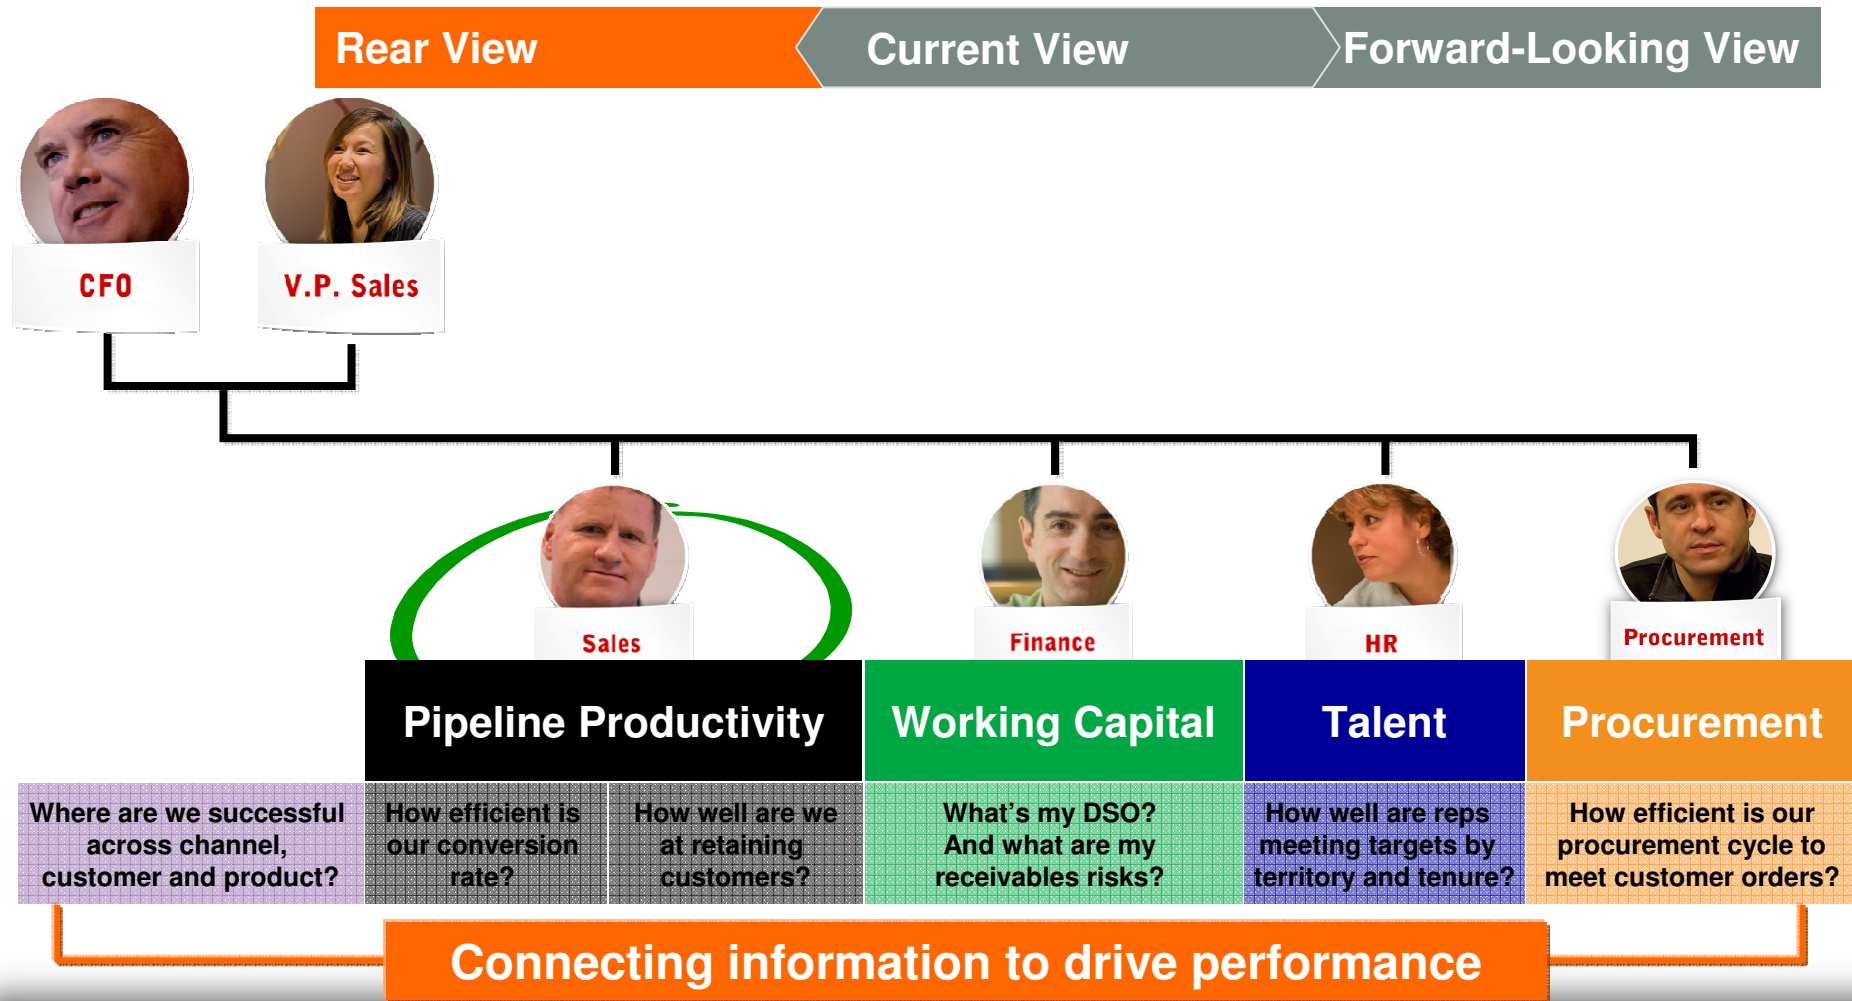 Rear View
Current View
Forward-Looking View
CFO
V.P. Sales
Sales
Finance
HR
Procurement
Pipeline Productivity
Working Capital
Talent
Procurement
Where are we successful
across channel,
customer and product?
How efficient is
our conversion
rate?
How well are we
at retaining
customers?
What's my DSO?
And what are my
receivables risks?
How well are reps
meeting targets by
territory and tenure?
How efficient is our
procurement cycle to
meet customer orders?
Connecting information to drive performance